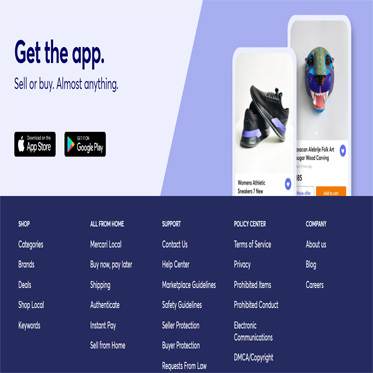 Get the app.
Sell or buy. Almost anything.
Download on the
App Store
GET IT ON
Google Play
Womens Athletic
Sneakers 7 New
Oaxacan Alebrije Folk Art
Sugar Wood Carving
$85
Make offer
Add to cart
SHOP
Categories
Brands
Deals
Shop Local
Keywords
ALL FROM HOME
Mercari Local
Buy now, pay later
Shipping
Authenticate
Instant Pay
Sell from Home
SUPPORT
Contact Us
Help Center
Marketplace Guidelines
Safety Guidelines
Seller Protection
Buyer Protection
Requests From Law
POLICY CENTER
Terms of Service
Privacy
Prohibited Items
Prohibited Conduct
Electronic
Communications
DMCA/Copyright
COMPANY
About us
Blog
Careers